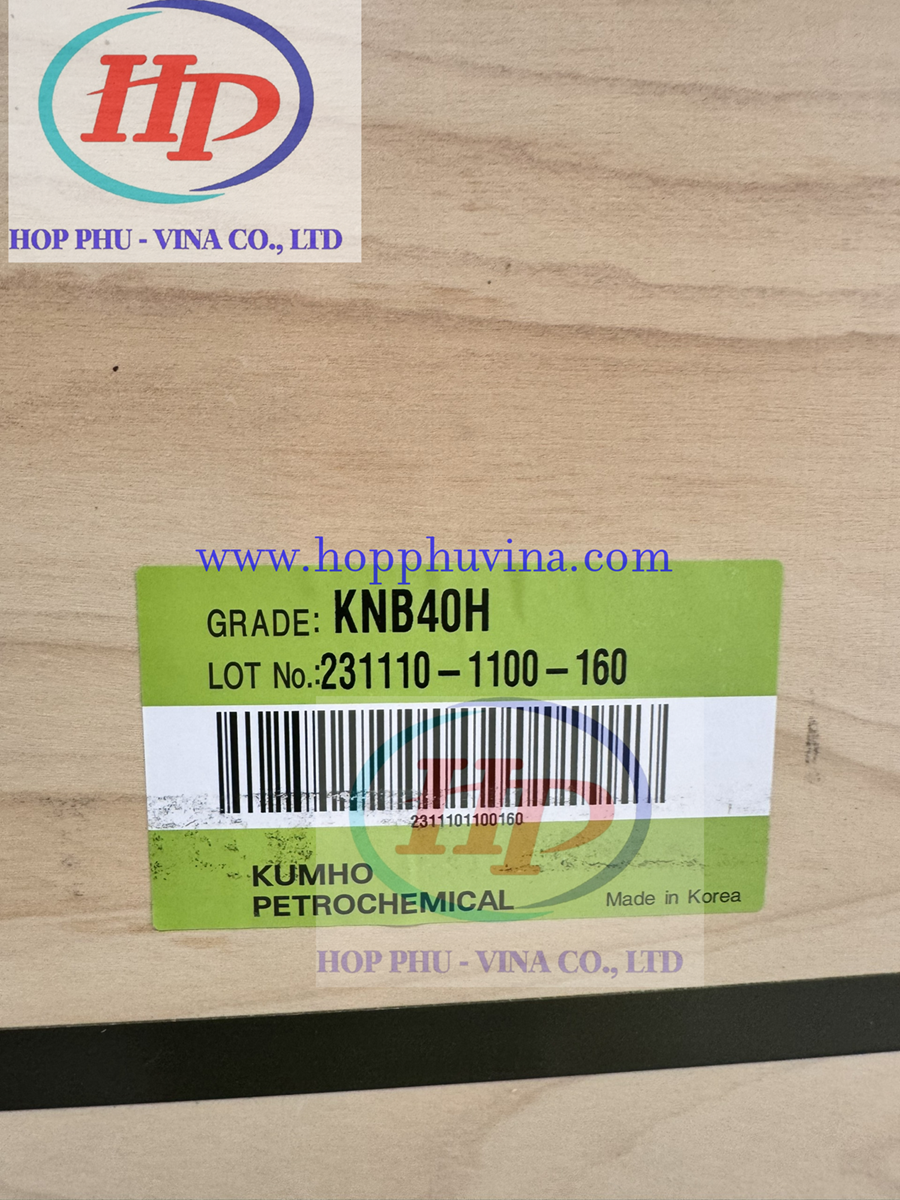 HP
HOP PHU - VINA CO., LTD
www.hopphuvina.com
GRADE: KNB40H
LOT No.:231110-1100-160
HP
2311101100160
KUMHO
PETROCHEMICAL
Made in Korea
HOP PHU - VINA CO., LTD